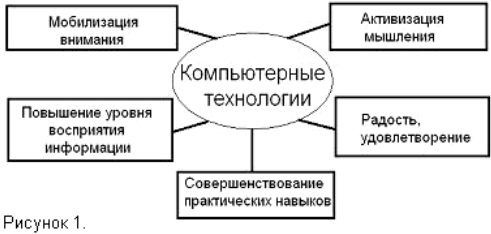 Мобилизация
внимания
Активизация
мышления
Компьютерные
технологии
Повышение уровня
восприятия
информации
Радость,
удовлетворение
Совершенствование
практических навыков
Рисунок 1.